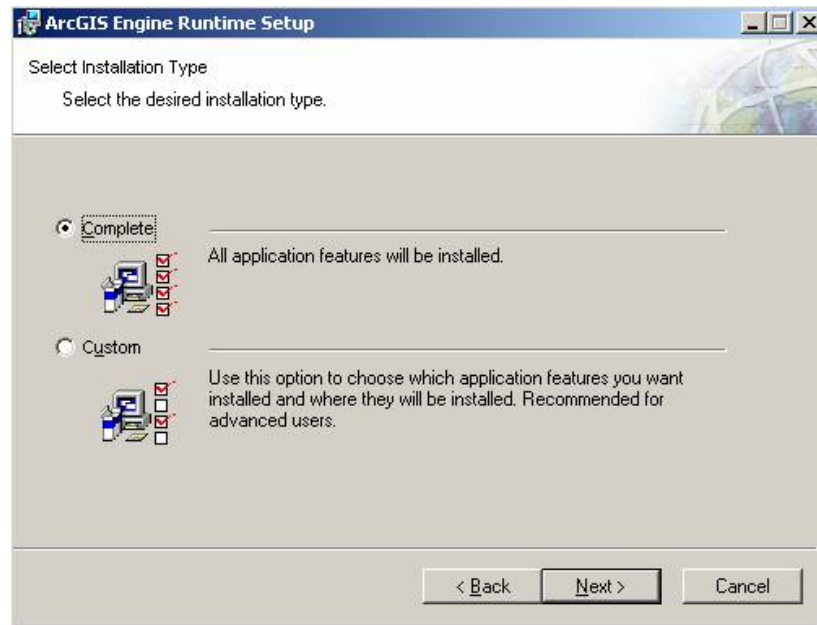 ArcGIS Engine Runtime Setup
Select Installation Type
Select the desired installation type.
Complete
All application features will be installed.
Custom
Use this option to choose which application features you want
installed and where they will be installed. Recommended for
advanced users.
< Back
Next >
Cancel